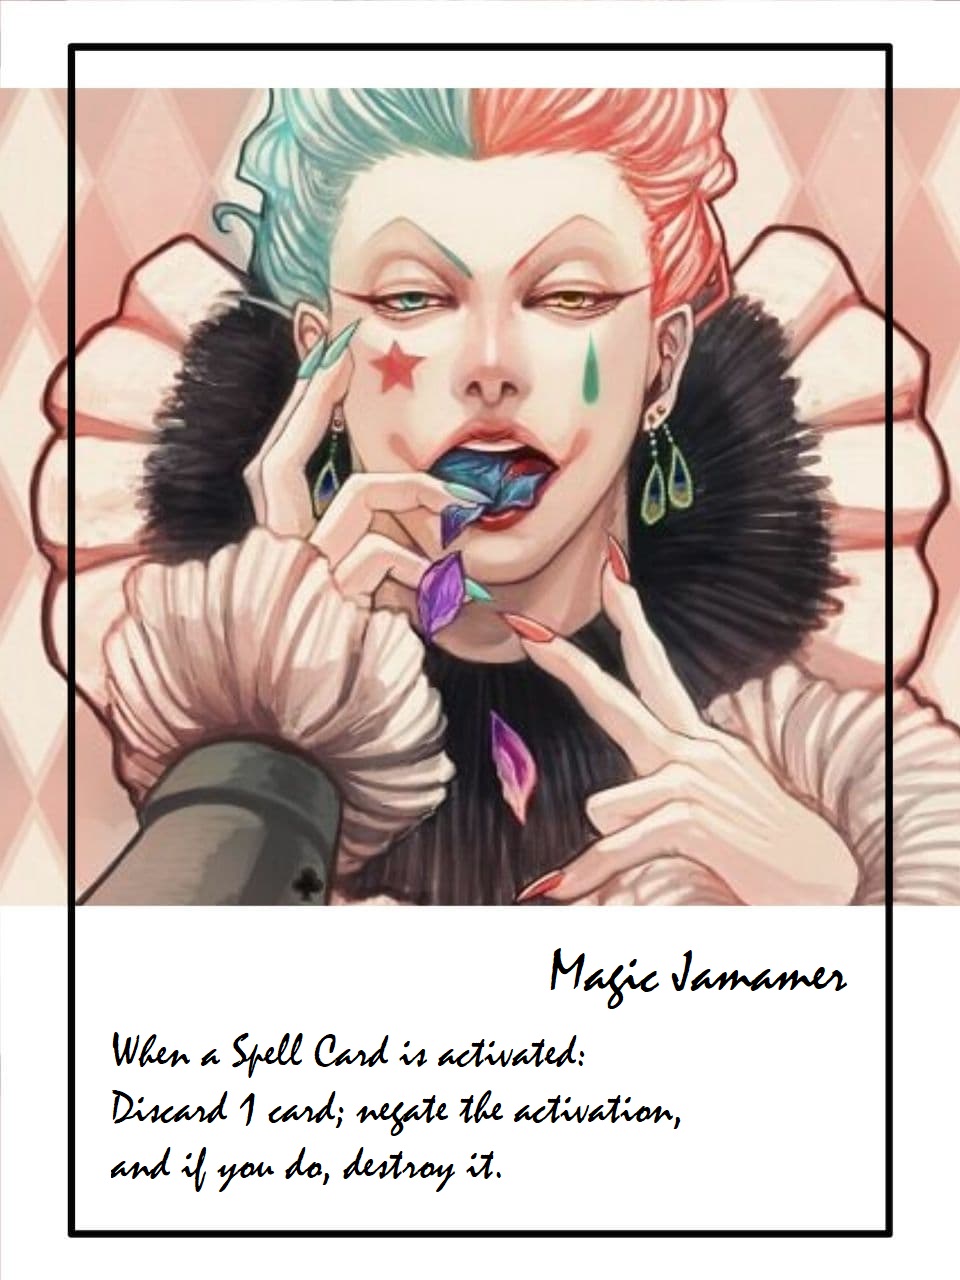 Magic Jamamer
When a Spell Card is activated:
Discard 1 card; negate the activation,
and if you do, destroy it.